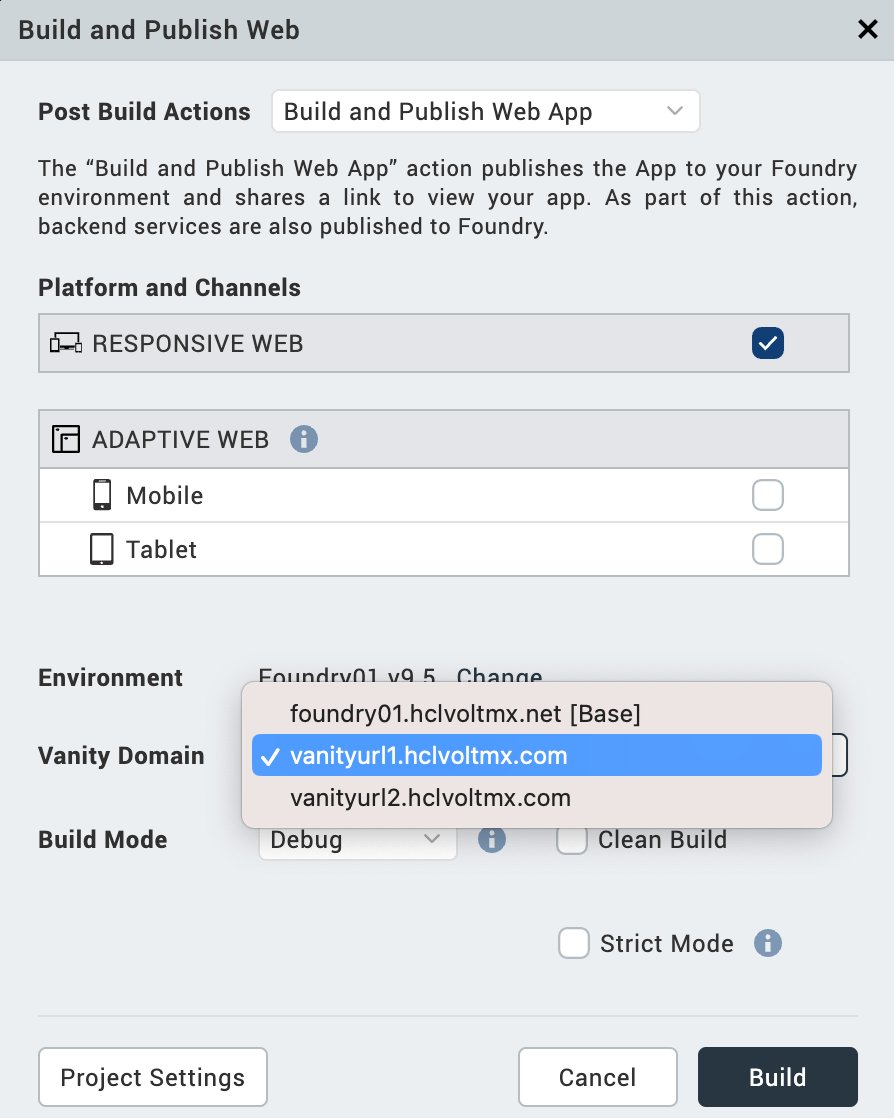 Build and Publish Web
Post Build Actions Build and Publish Web App
The “Build and Publish Web App” action publishes the App to your Foundry
environment and shares a link to view your app. As part of this action,
backend services are also published to Foundry.
Platform and Channels
RESPONSIVE WEB
ADAPTIVE WEB
Mobile
Tablet
Environment Foundry01 v9.5 Change
foundry01.hclvoltmx.net [Base]
Vanity Domain vanityurl1.hclvoltmx.com
vanityurl2.hclvoltmx.com
Build Mode Debug Clean Build
Strict Mode
Project Settings Cancel Build